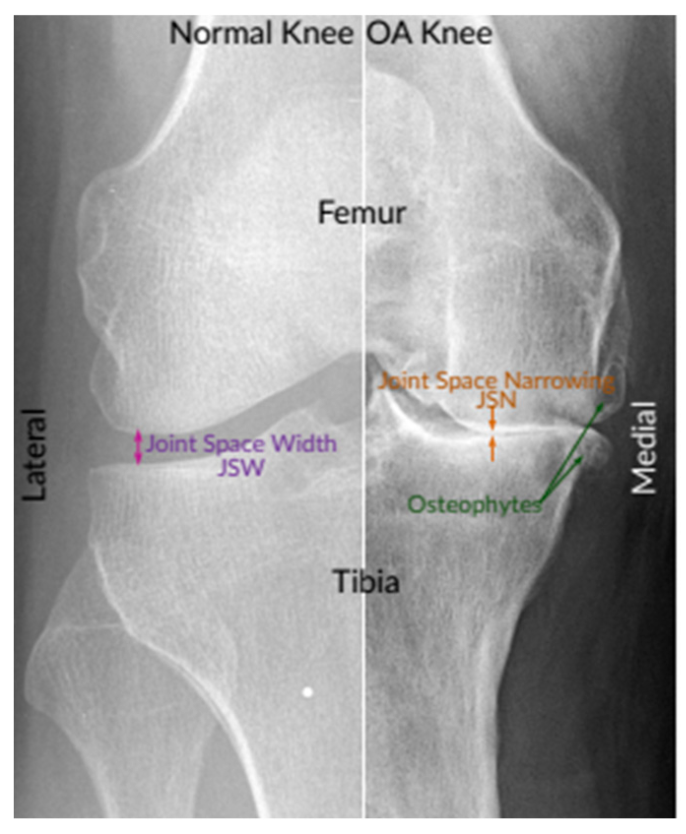 Normal Knee
OA Knee
Femur
Joint Space Narrowing
JSN
Joint Space Width
JSW
Lateral
Medial
Osteophytes
Tibia